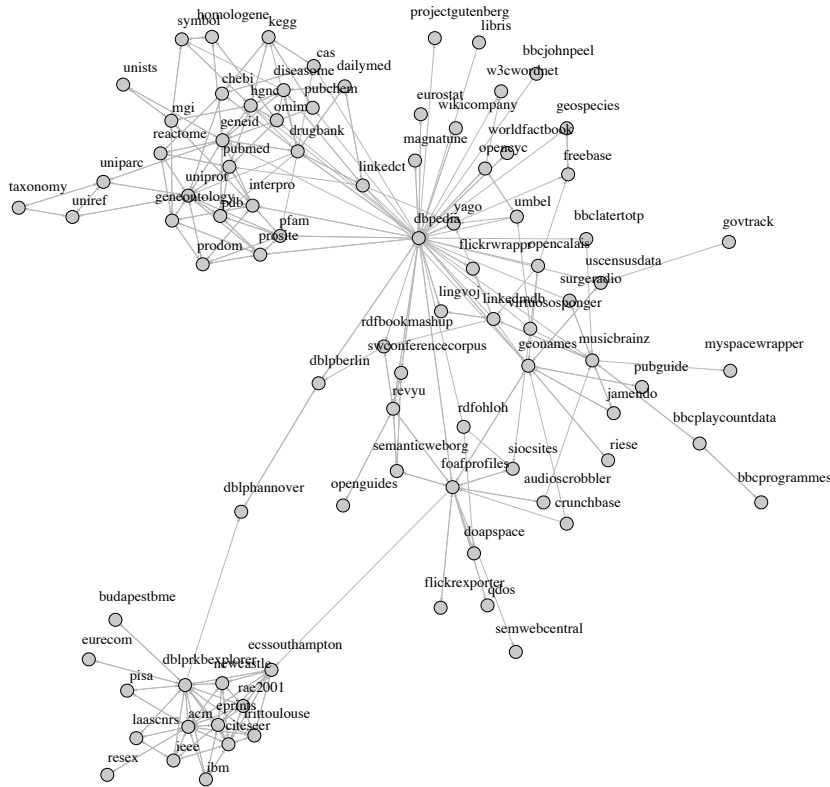 projectgutenberg
homologene
symbol
kegg
libris
cas
bbcjohnpeel
unists
chebi
diseasome
dailymed
w3cwordnet
hgnc
pubchem
eurostat
mgi
omim
wikicompany
geospecies
reactome
geneid
drugbank
magnatune
worldfactbook
pubmed
linkedct
opencyc
freebase
uniparc
uniprot
interpro
taxonomy
uniref
geneontology
pdb
yago
umbel
pfam
dbpedia
bbclatertotp
govtrack
prodom
prosite
flickrwrappr
opencalais
uscensusdata
surgeradio
lingvoj
linkedmdb
virtuososponger
rdfbookmashup
swconferencecorpus
geonames
musicbrainz
myspacewrapper
dblpberlin
pubguide
revyu
jamendo
rdfohloh
bbcplaycountdata
semanticweborg
siocsites
riese
foafprofiles
audioscrobbler
bbcprogrammes
dblphannover
openguides
crunchbase
doapspace
flickrexporter
qdos
budapestbme
semwebcentral
eurecom
ecssouthampton
dblprkbexplorer
newcastle
pisa
rae2001
eprints
laascnrs
acm
irittoulouse
citeseer
ieee
resex
ibm